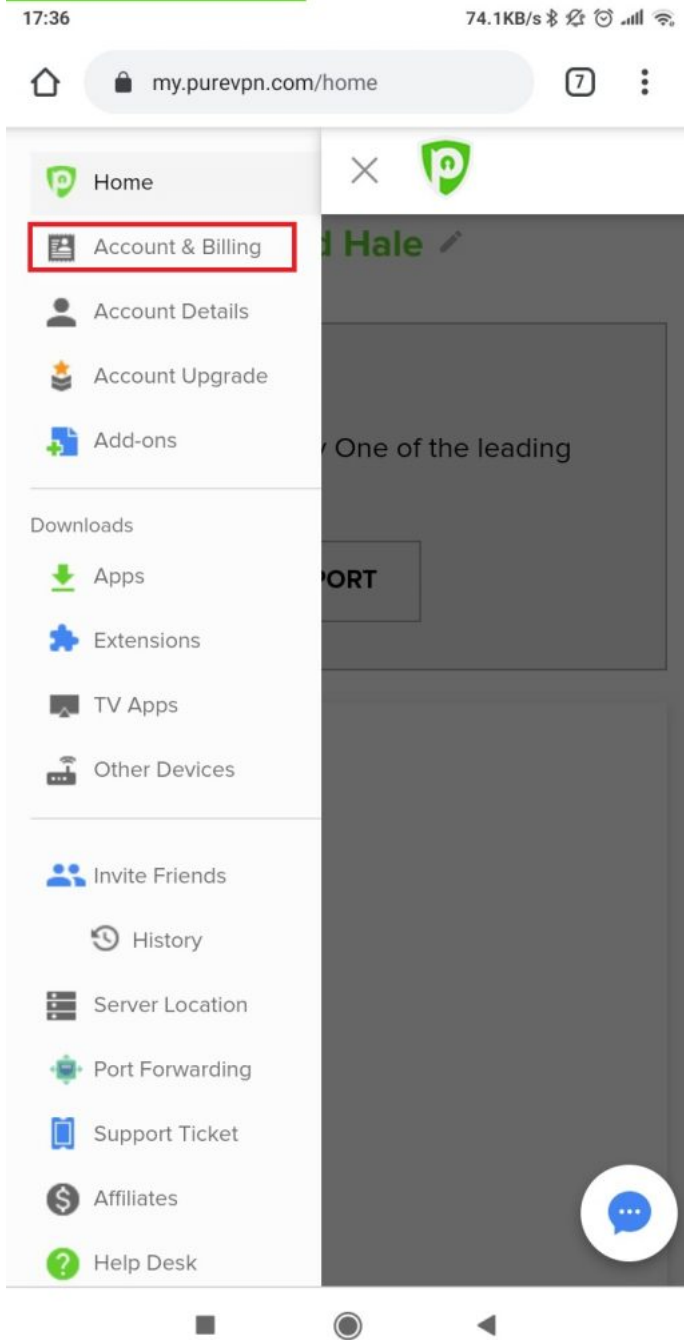 17:36
74.1KB/s
my.purevpn.com/home
7
Home
Account & Billing
Hale
Account Details
Account Upgrade
Add-ons
One of the leading
Downloads
Apps
PORT
Extensions
TV Apps
Other Devices
Invite Friends
History
Server Location
Port Forwarding
Support Ticket
Affiliates
Help Desk